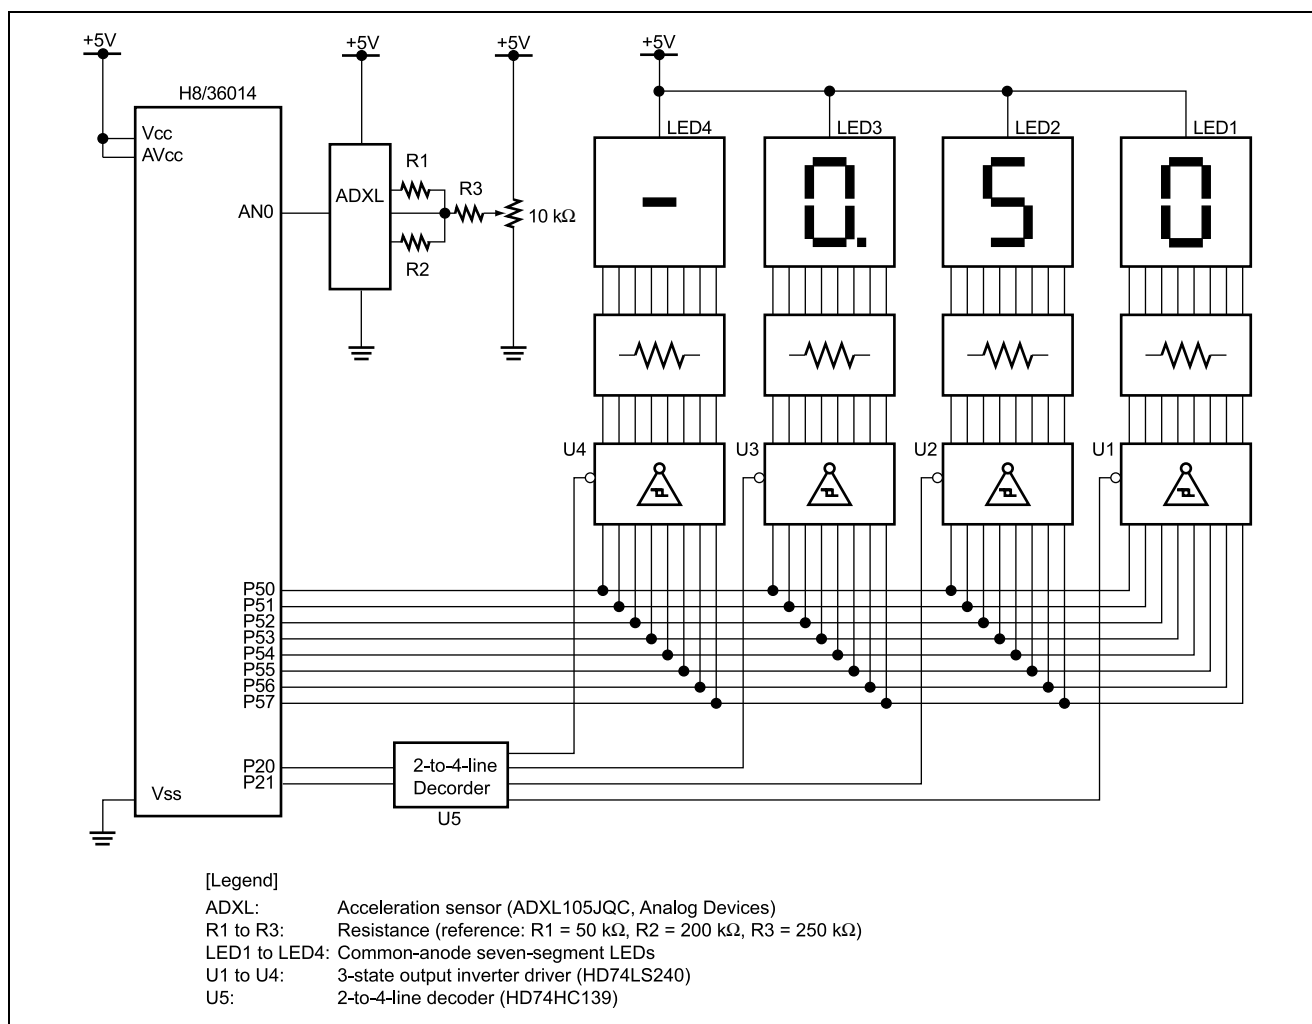 +5V
+5V
+5V
+5V
H8/36014
Vcc
AVcc
AN0
ADXL
R1
R2
R3
10 kΩ
LED4
LED3
LED2
LED1
-
0.
5
0
U4
U3
U2
U1
P50
P51
P52
P53
P54
P55
P56
P57
P20
P21
Vss
2-to-4-line
Decorder
U5
[Legend]
ADXL: Acceleration sensor (ADXL105JQC, Analog Devices)
R1 to R3: Resistance (reference: R1 = 50 kΩ, R2 = 200 kΩ, R3 = 250 kΩ)
LED1 to LED4: Common-anode seven-segment LEDs
U1 to U4: 3-state output inverter driver (HD74LS240)
U5: 2-to-4-line decoder (HD74HC139)